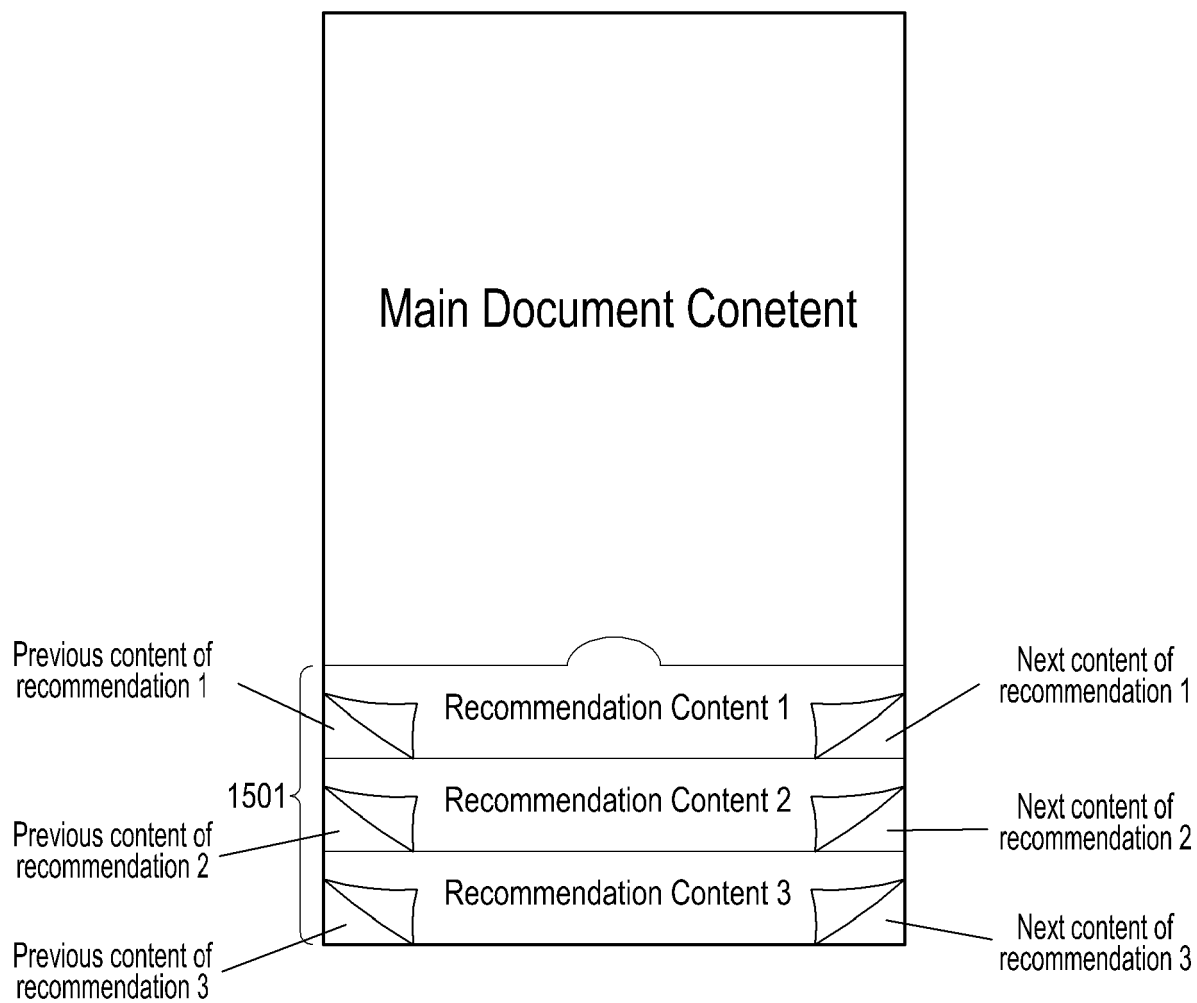 Main Document Conetent
Previous content of
recommendation 1
Recommendation Content 1
Next content of
recommendation 1
1501
Previous content of
recommendation 2
Recommendation Content 2
Next content of
recommendation 2
Previous content of
recommendation 3
Recommendation Content 3
Next content of
recommendation 3